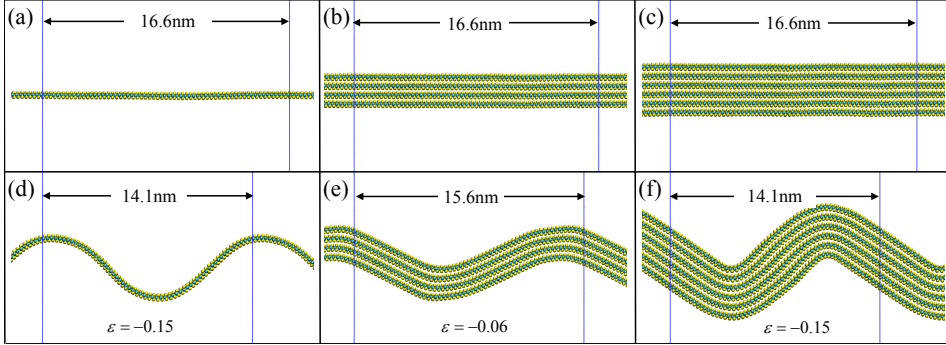 (a) 16.6nm
(b) 16.6nm
(c) 16.6nm
(d) 14.1nm
ε = −0.15
(e) 15.6nm
ε = −0.06
(f) 14.1nm
ε = −0.15